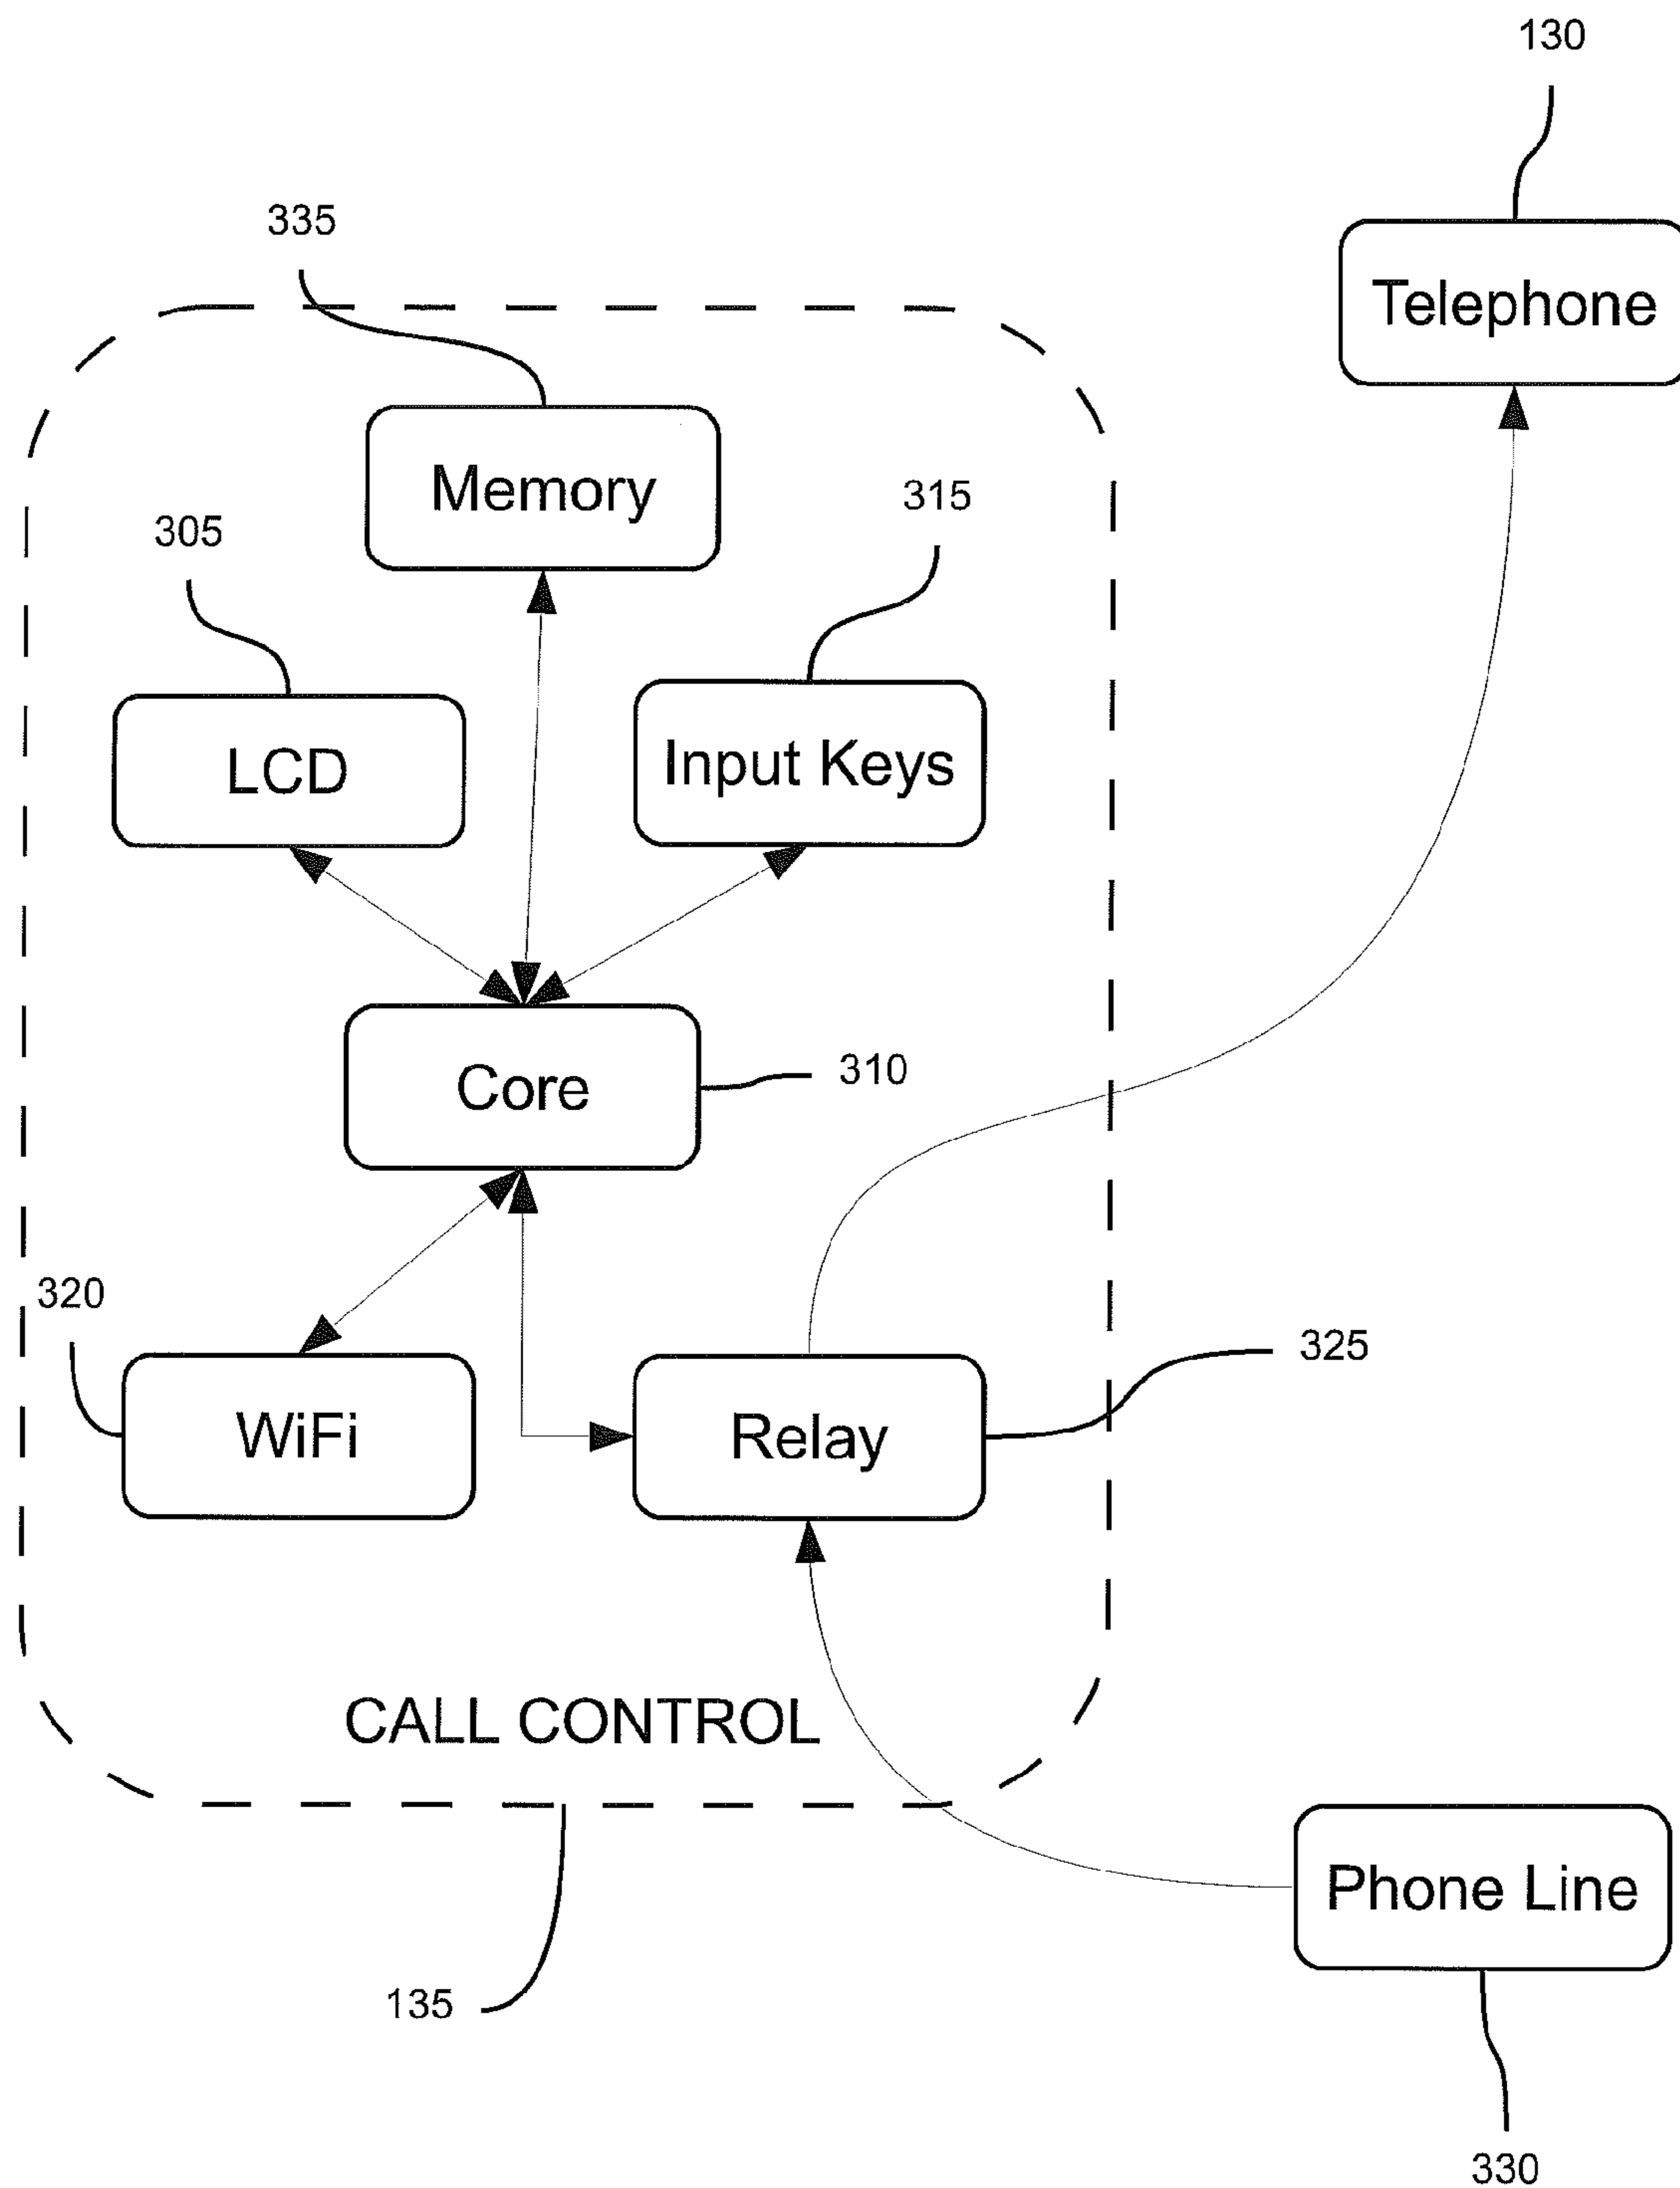 130
335
Telephone
Memory
315
305
Input Keys
LCD
310
Core
320
325
WiFi
Relay
CALL CONTROL
Phone Line
135
330